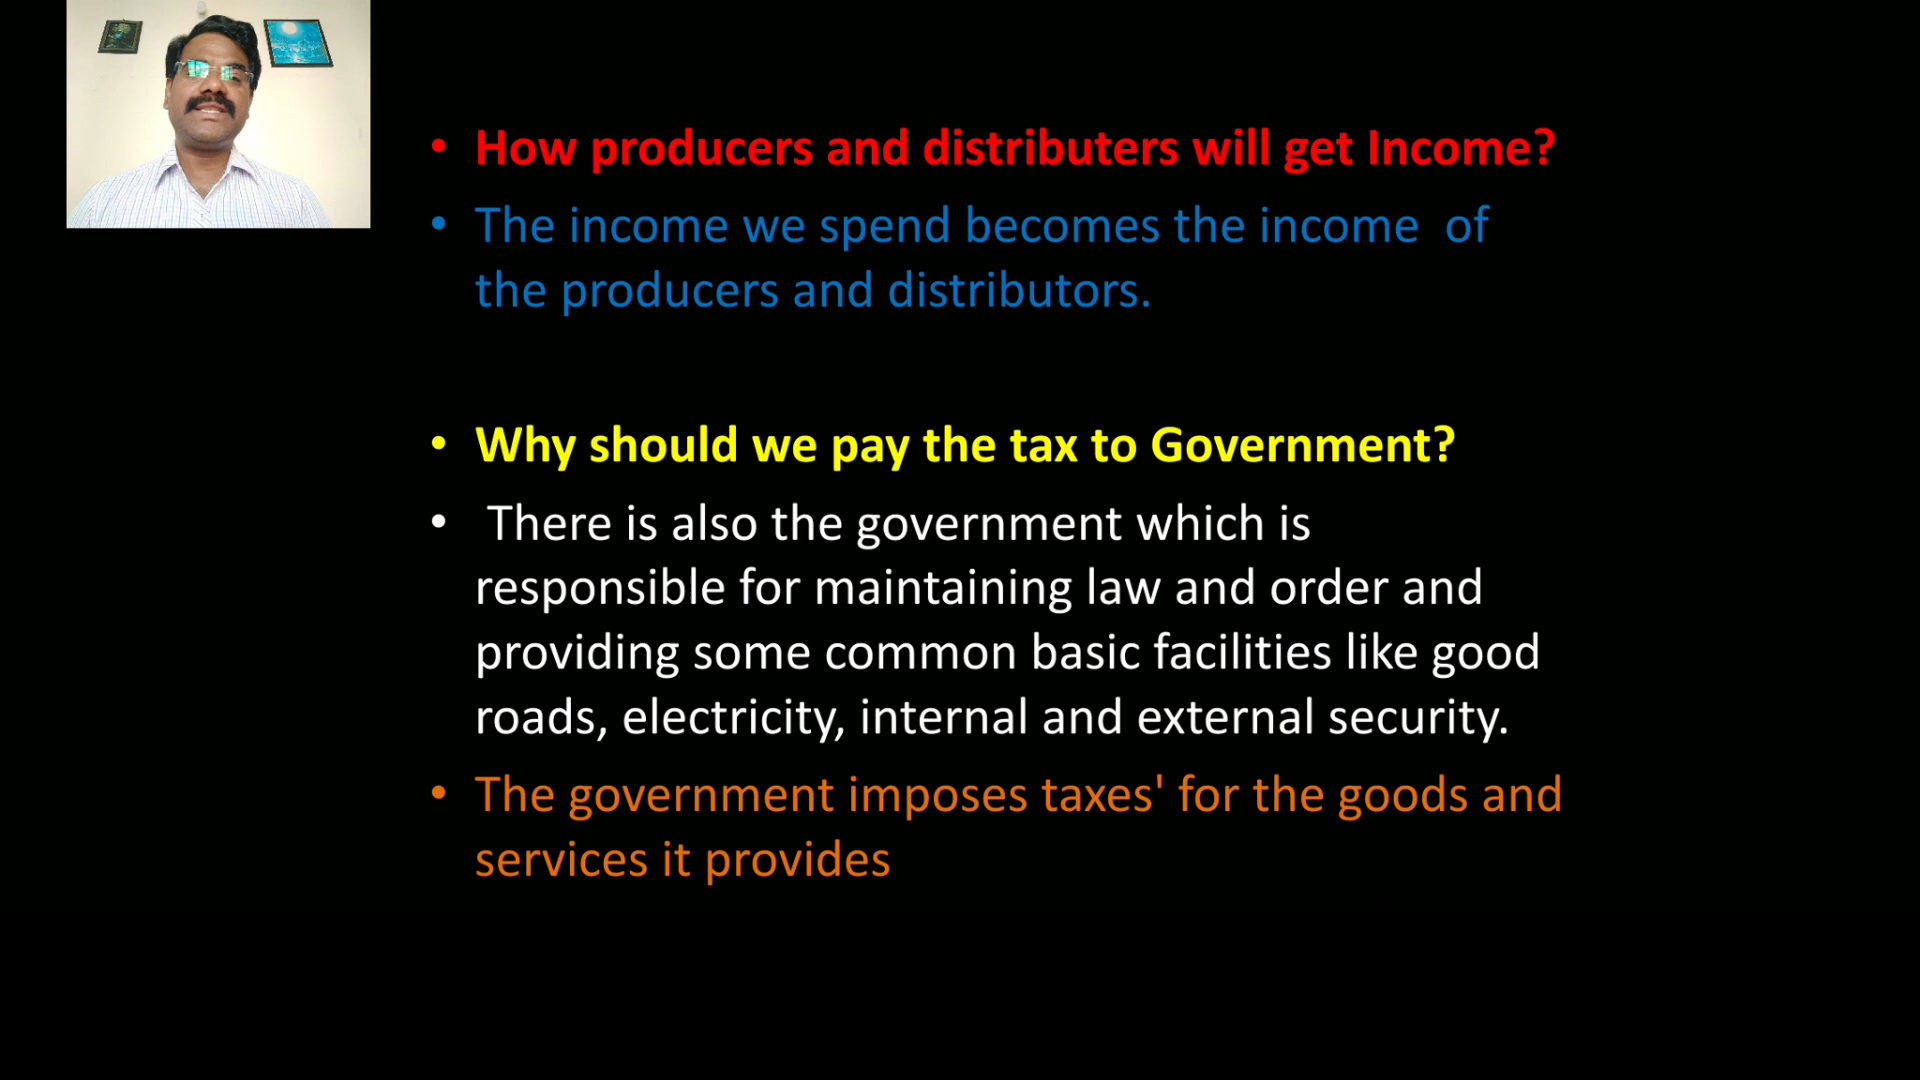 • How producers and distributers will get Income?
• The income we spend becomes the income  of
the producers and distributors.
• Why should we pay the tax to Government?
•  There is also the government which is
responsible for maintaining law and order and
providing some common basic facilities like good
roads, electricity, internal and external security.
• The government imposes taxes' for the goods and
services it provides